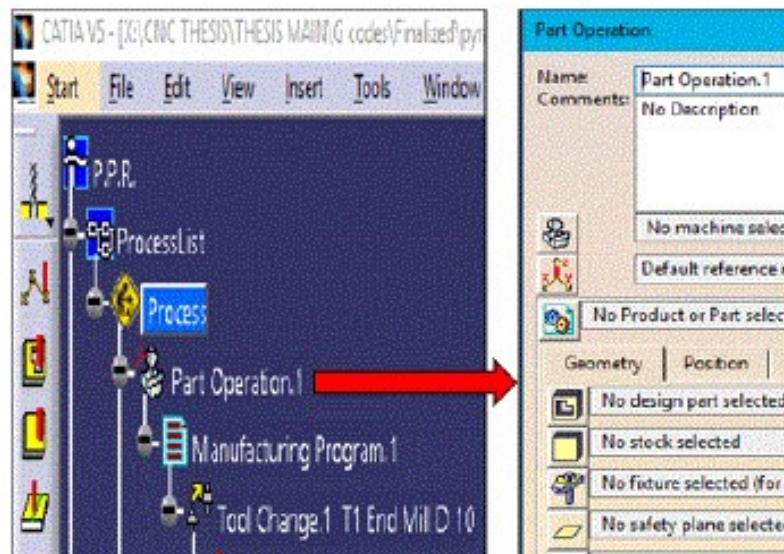 CATIA V5 - [X:\CNC THESIS\THESIS MAIN\G codes\Finalized\pyr
Start File Edit View Insert Tools Window
P.P.R.
ProcessList
Process
Part Operation.1
Manufacturing Program.1
Tool Change.1 T1 End Mill D 10
Part Operation
Name: Part Operation.1
Comments: No Description
No machine selec
Default reference
No Product or Part selec
Geometry Position
No design part selected
No stock selected
No fixture selected (for
No safety plane selecte